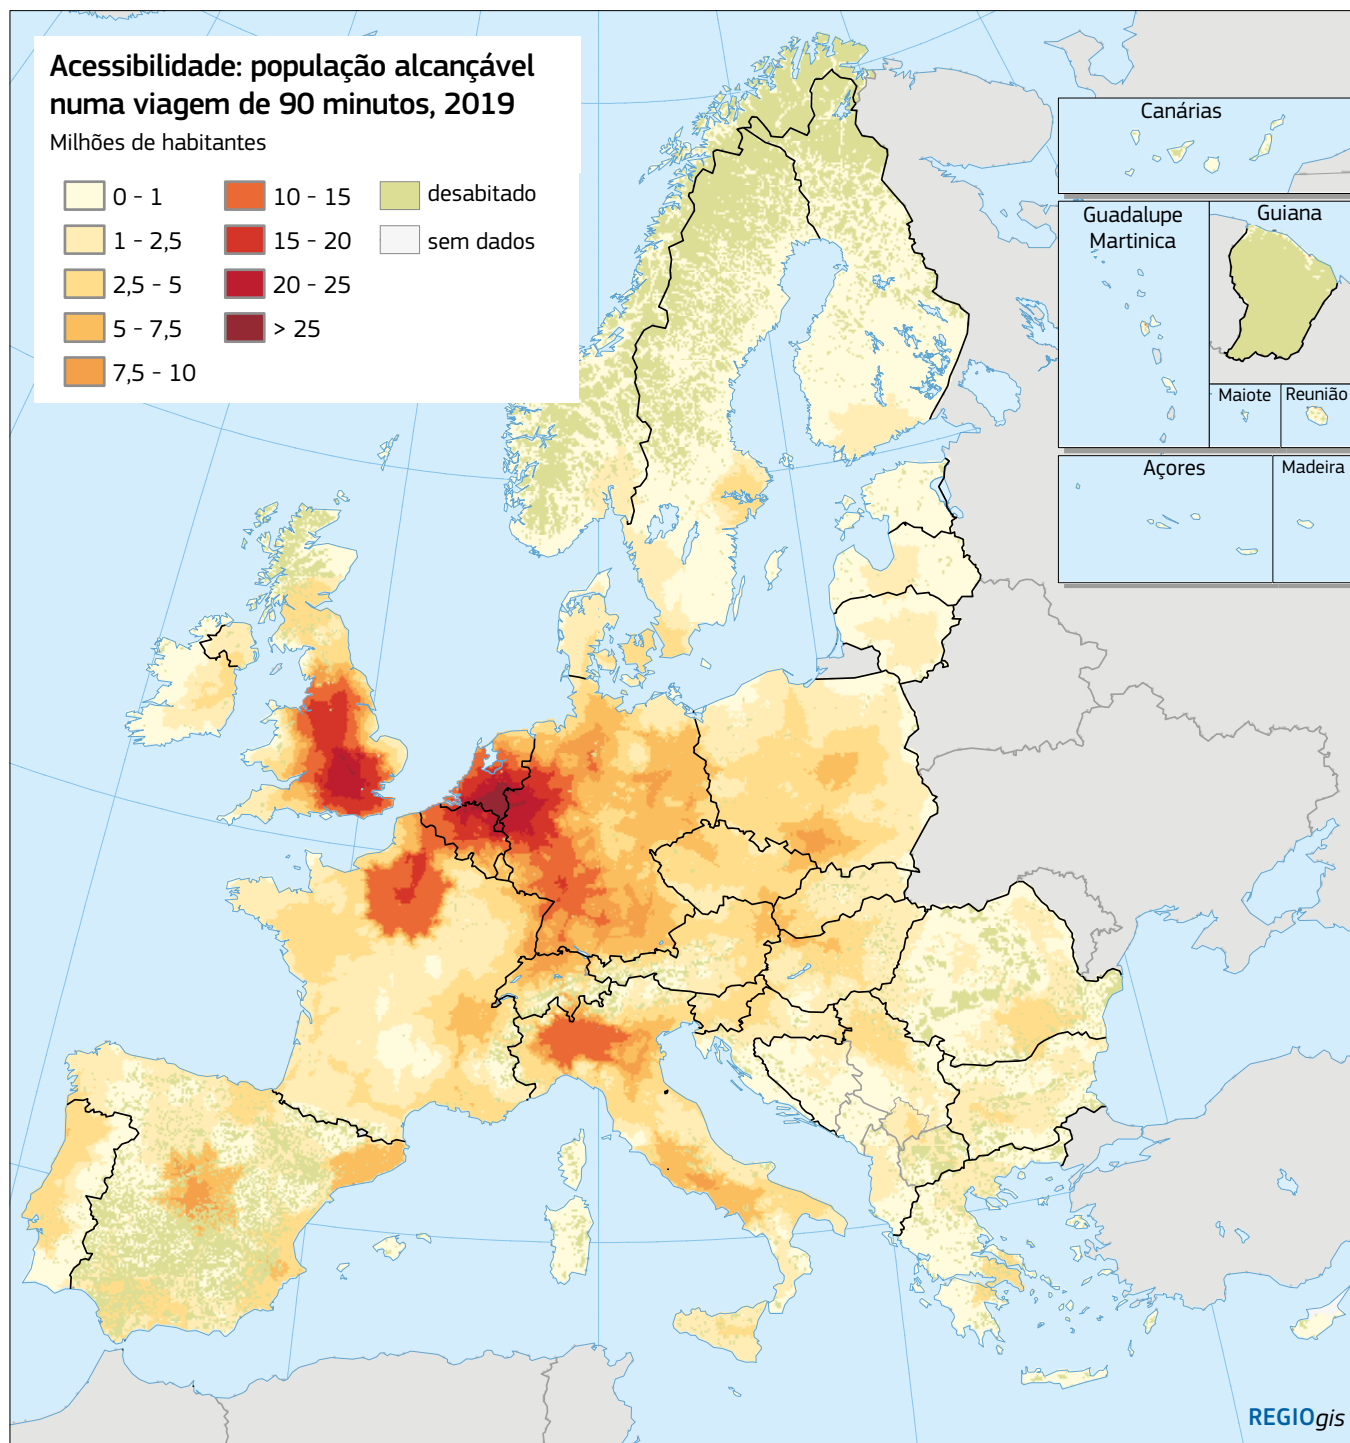 Acessibilidade: população alcançável
numa viagem de 90 minutos, 2019
Milhões de habitantes
0 - 1
1 - 2,5
2,5 - 5
5 - 7,5
7,5 - 10
10 - 15
15 - 20
20 - 25
> 25
desabitado
sem dados
Canárias
Guadalupe
Martinica
Guiana
Maiote
Reunião
Açores
Madeira
REGIOgis